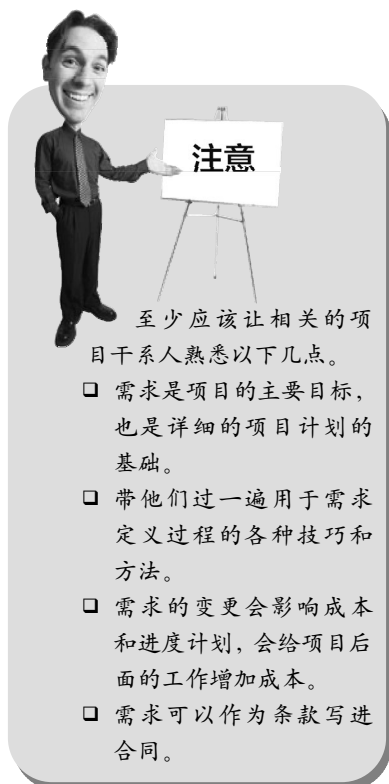 注意
至少应该让相关的项
目干系人熟悉以下几点。
❑ 需求是项目的主要目标，
也是详细的项目计划的
基础。
❑ 带他们过一遍用于需求
定义过程的各种技巧和
方法。
❑ 需求的变更会影响成本
和进度计划，会给项目后
面的工作增加成本。
❑ 需求可以作为条款写进
合同。